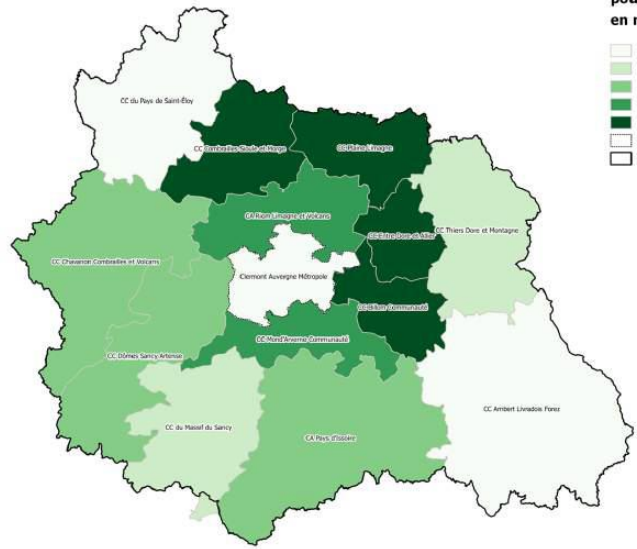 en
CC du Pays de Saint-Éloy
CC Combrailles Sioule et Morge
CC Plaine Limagne
CA Riom Limagne et Volcans
CC Entre Dore et Allier
CC Thiers Dore et Montagne
CC Chavanon Combrailles et Volcans
Clermont Auvergne Métropole
CC Billom Communauté
CC Mond'Arverne Communauté
CC Dômes Sancy Artense
CC Ambert Livradois Forez
CC du Massif du Sancy
CA Pays d'Issoire